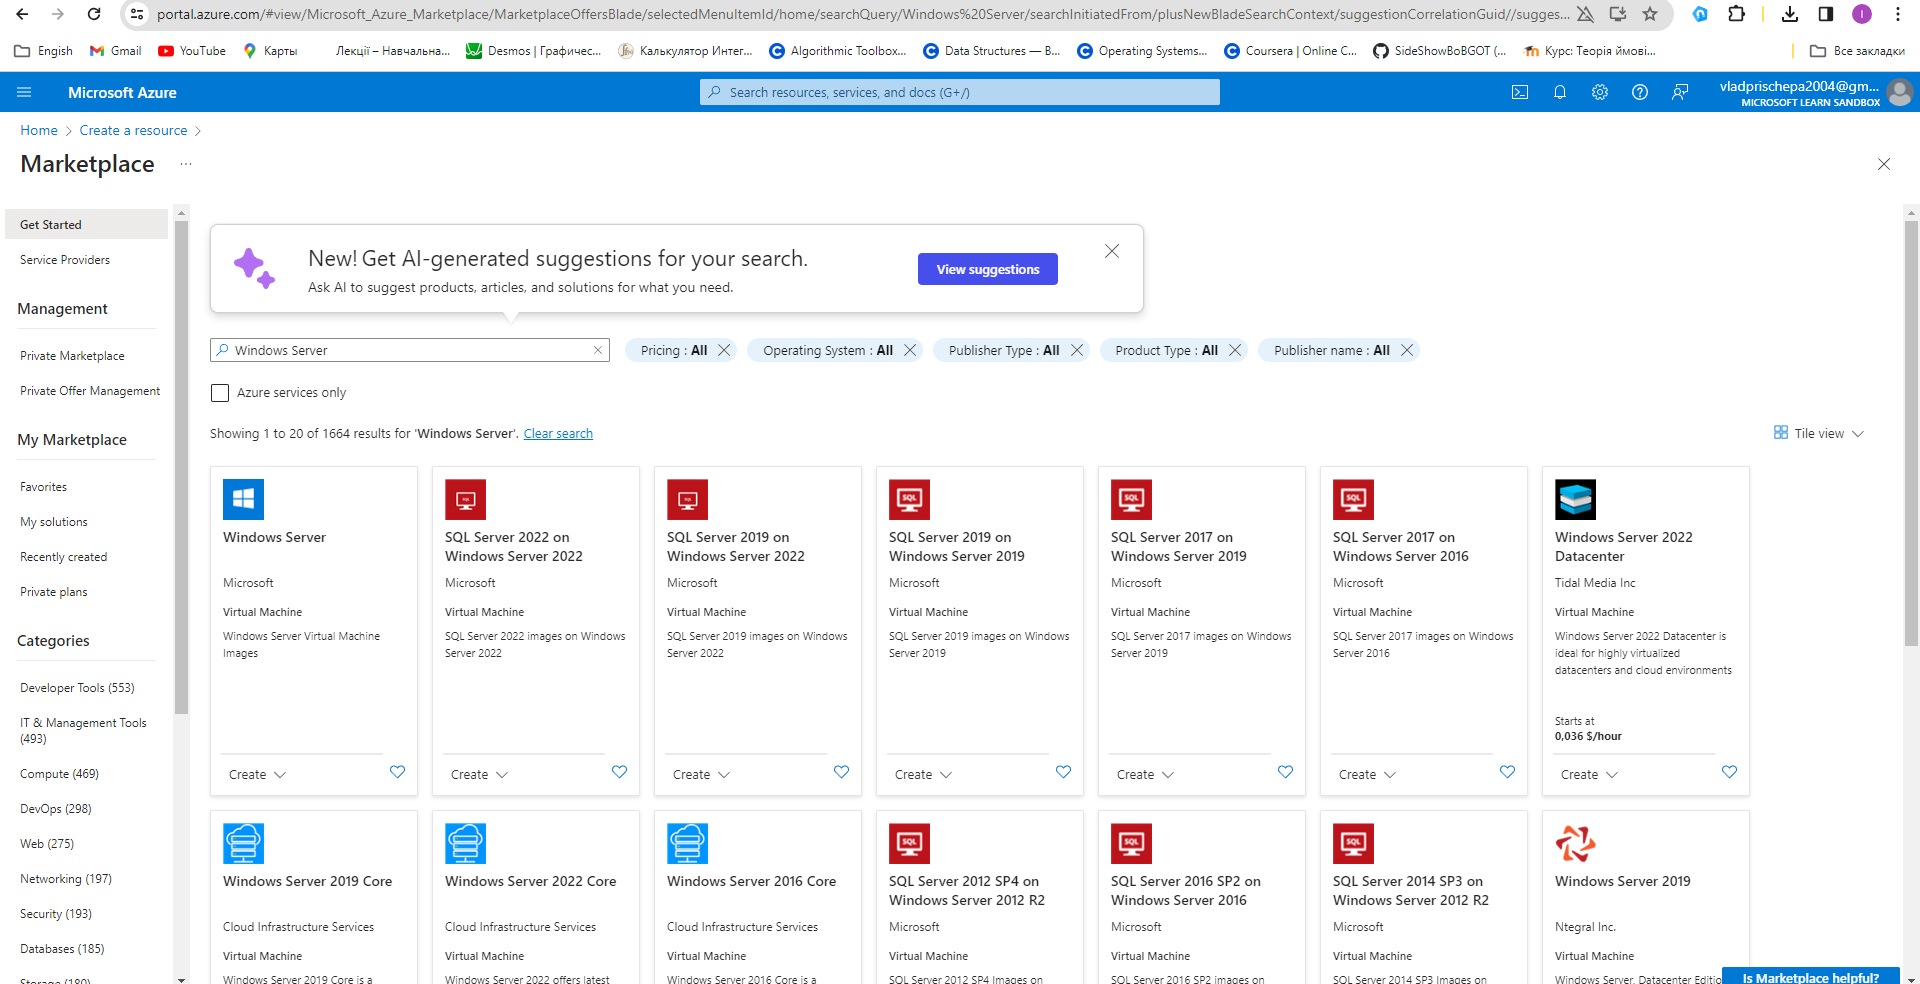 portal.azure.com/#view/Microsoft_Azure_Marketplace/MarketplaceOffersBlade/selectedMenuItemId/home/searchQuery/Windows%20Server/searchInitiatedFrom/plusNewBladeSearchContext/suggestionCorrelationGuid//sugges...
I
Engish
Gmail
YouTube
Карты
Лекції – Навчальна...
Desmos | Графичес...
Калькулятор Интег...
Algorithmic Toolbox...
Data Structures — В...
Operating Systems...
Coursera | Online C...
SideShowBoBGOT (...
Курс: Теорія ймові...
Все закладки
Microsoft Azure
Search resources, services, and docs (G+/)
vladprischepa2004@gm...
MICROSOFT LEARN SANDBOX
Home > Create a resource >
Marketplace ...
Get Started
Service Providers
Management
Private Marketplace
Private Offer Management
My Marketplace
Favorites
My solutions
Recently created
Private plans
Categories
Developer Tools (553)
IT & Management Tools
(493)
Compute (469)
DevOps (298)
Web (275)
Networking (197)
Security (193)
Databases (185)
Storage (180)
New! Get AI-generated suggestions for your search.
Ask AI to suggest products, articles, and solutions for what you need.
View suggestions
Windows Server
Pricing : All
Operating System : All
Publisher Type : All
Product Type : All
Publisher name : All
Azure services only
Showing 1 to 20 of 1664 results for 'Windows Server'. Clear search
Tile view
Windows Server
Microsoft
Virtual Machine
Windows Server Virtual Machine
Images
Create
SQL Server 2022 on
Windows Server 2022
Microsoft
Virtual Machine
SQL Server 2022 images on Windows
Server 2022
Create
SQL Server 2019 on
Windows Server 2022
Microsoft
Virtual Machine
SQL Server 2019 images on Windows
Server 2022
Create
SQL
SQL Server 2019 on
Windows Server 2019
Microsoft
Virtual Machine
SQL Server 2019 images on Windows
Server 2019
Create
SQL
SQL Server 2017 on
Windows Server 2019
Microsoft
Virtual Machine
SQL Server 2017 images on Windows
Server 2019
Create
SQL
SQL Server 2017 on
Windows Server 2016
Microsoft
Virtual Machine
SQL Server 2017 images on Windows
Server 2016
Create
Windows Server 2022
Datacenter
Tidal Media Inc
Virtual Machine
Windows Server 2022 Datacenter is
ideal for highly virtualized
datacenters and cloud environments
Starts at
0,036 $/hour
Create
Windows Server 2019 Core
Cloud Infrastructure Services
Virtual Machine
Windows Server 2019 Core is a
Windows Server 2022 Core
Cloud Infrastructure Services
Virtual Machine
Windows Server 2022 offers latest
Windows Server 2016 Core
Cloud Infrastructure Services
Virtual Machine
Windows Server 2016 Core is a
SQL
SQL Server 2012 SP4 on
Windows Server 2012 R2
Microsoft
Virtual Machine
SQL Server 2012 SP4 Images on
SQL
SQL Server 2016 SP2 on
Windows Server 2016
Microsoft
Virtual Machine
SQL Server 2016 SP2 images on
SQL
SQL Server 2014 SP3 on
Windows Server 2012 R2
Microsoft
Virtual Machine
SQL Server 2014 SP3 Images on
Windows Server 2019
Ntegral Inc.
Virtual Machine
Windows Server, Datacenter Editio
Is Marketplace helpful?